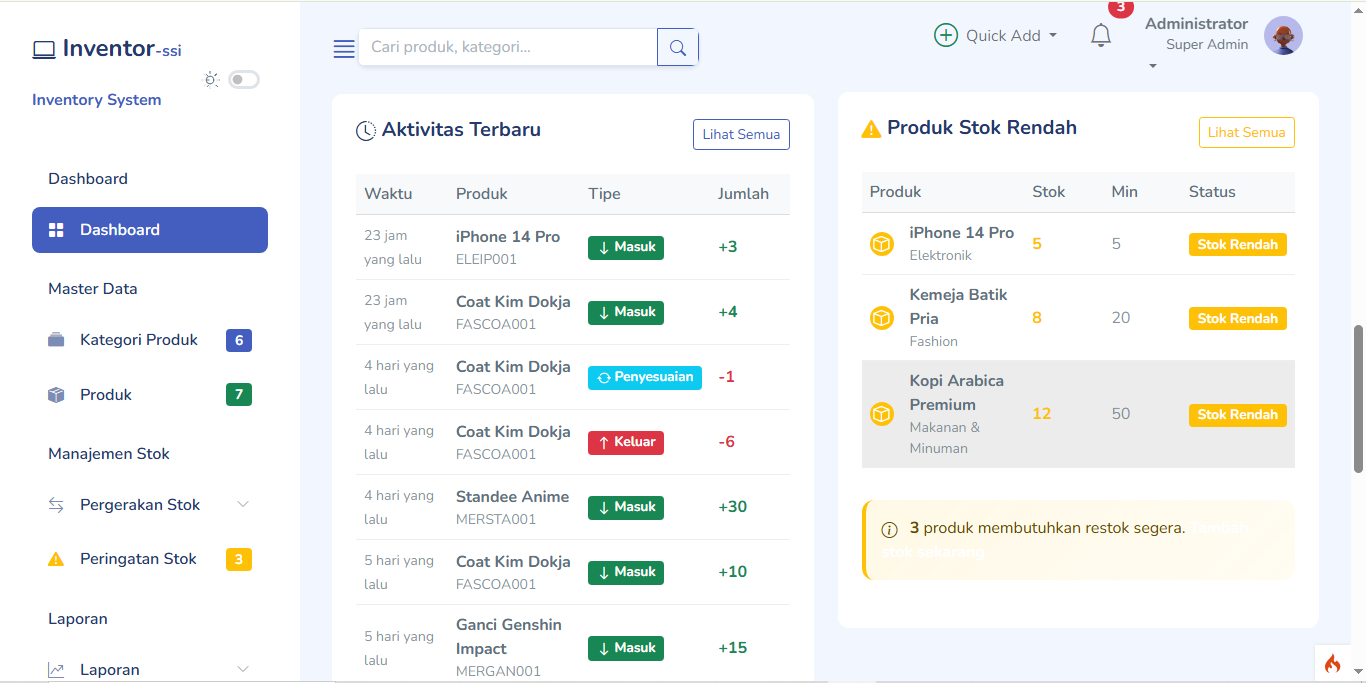 Inventor-ssi
Inventory System
Dashboard
Dashboard
Master Data
Kategori Produk 6
Produk 7
Manajemen Stok
Pergerakan Stok
Peringatan Stok 3
Laporan
Laporan
Cari produk, kategori...
Quick Add
3
Administrator
Super Admin
Aktivitas Terbaru
Lihat Semua
Waktu Produk Tipe Jumlah
23 jam yang lalu iPhone 14 Pro ELEIP001 Masuk +3
23 jam yang lalu Coat Kim Dokja FASCOA001 Masuk +4
4 hari yang lalu Coat Kim Dokja FASCOA001 Penyesuaian -1
4 hari yang lalu Coat Kim Dokja FASCOA001 Keluar -6
4 hari yang lalu Standee Anime MERSTA001 Masuk +30
5 hari yang lalu Coat Kim Dokja FASCOA001 Masuk +10
5 hari yang lalu Ganci Genshin Impact MERGAN001 Masuk +15
Produk Stok Rendah
Lihat Semua
Produk Stok Min Status
iPhone 14 Pro Elektronik 5 5 Stok Rendah
Kemeja Batik Pria Fashion 8 20 Stok Rendah
Kopi Arabica Premium Makanan & Minuman 12 50 Stok Rendah
3 produk membutuhkan restok segera. Tambah
stok sekarang